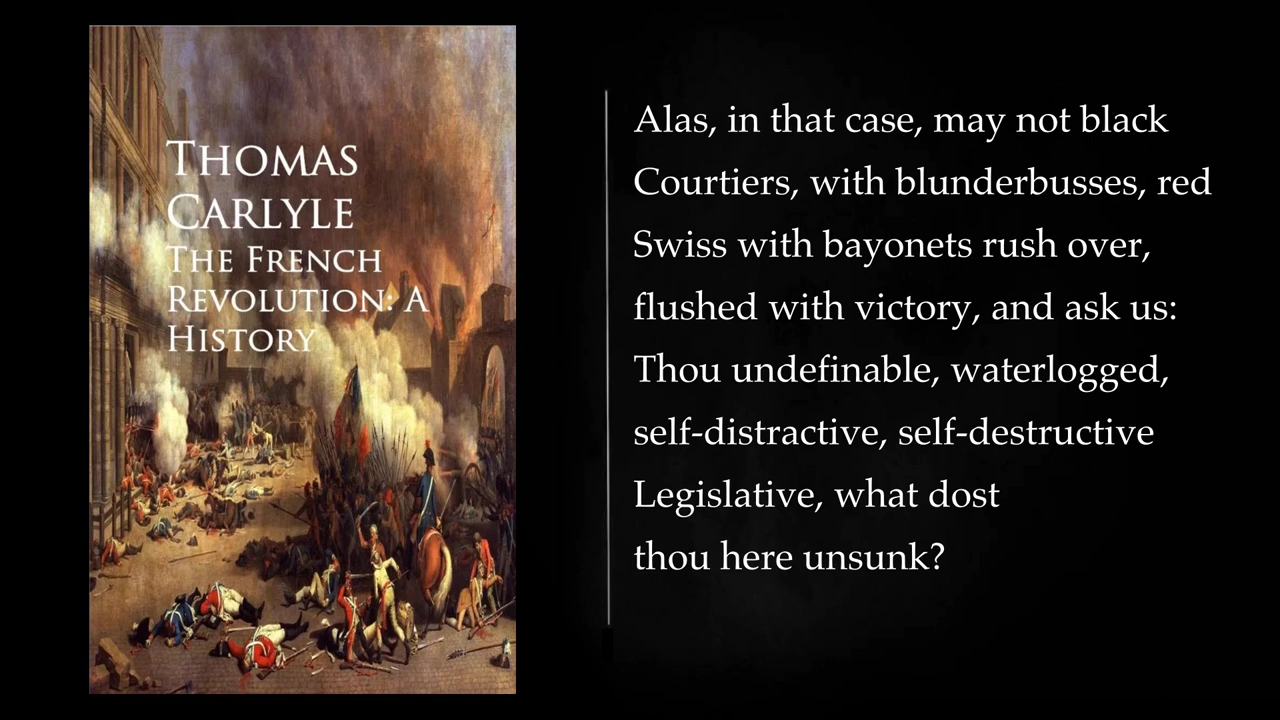 THOMAS
CARLYLE
THE FRENCH
REVOLUTION: A
HISTORY
Alas, in that case, may not black
Courtiers, with blunderbusses, red
Swiss with bayonets rush over,
flushed with victory, and ask us:
Thou undefinable, waterlogged,
self-distractive, self-destructive
Legislative, what dost
thou here unsunk?